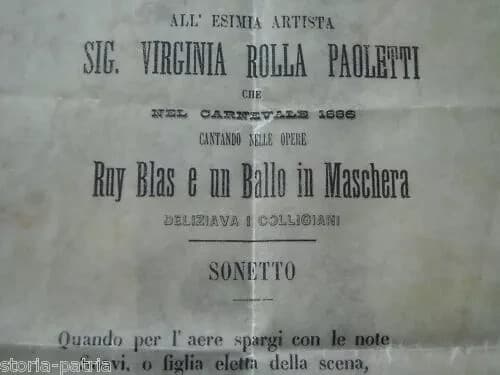 ALL' ESIMIA ARTISTA
SIG. VIRGINIA ROLLA PAOLETTI
CHE
NEL CARNEVALE 1886
CANTANDO NELLE OPERE
Ruy Blas e un Ballo in Maschera
DELIZIAVA I COLLIGIANI
SONETTO
Quando per l' aere spargi con le note
o figlia eletta della scena,
storia-patria